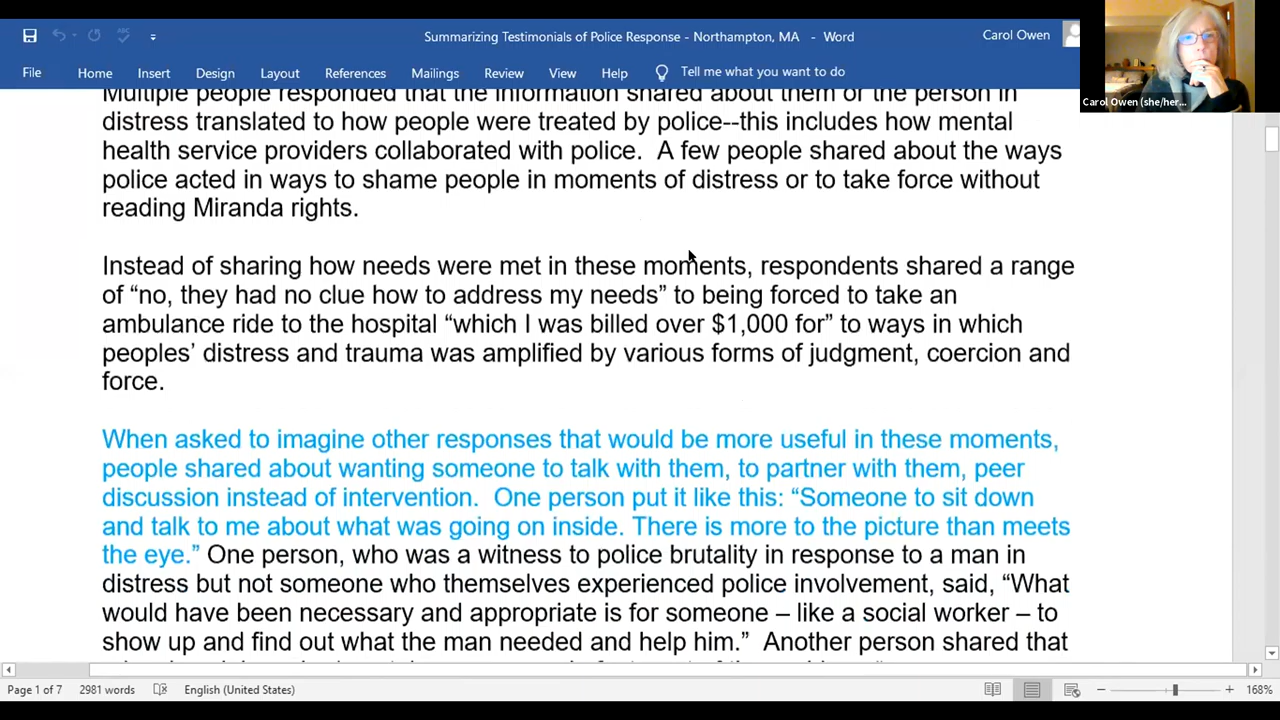 Summarizing Testimonials of Police Response - Northampton, MA - Word
Carol Owen
File Home Insert Design Layout References Mailings Review View Help Tell me what you want to do
Carol Owen (she/her...
Multiple people responded that the information shared about them or the person in
distress translated to how people were treated by police--this includes how mental
health service providers collaborated with police.  A few people shared about the ways
police acted in ways to shame people in moments of distress or to take force without
reading Miranda rights.
Instead of sharing how needs were met in these moments, respondents shared a range
of “no, they had no clue how to address my needs” to being forced to take an
ambulance ride to the hospital “which I was billed over $1,000 for” to ways in which
peoples’ distress and trauma was amplified by various forms of judgment, coercion and
force.
When asked to imagine other responses that would be more useful in these moments,
people shared about wanting someone to talk with them, to partner with them, peer
discussion instead of intervention.  One person put it like this: “Someone to sit down
and talk to me about what was going on inside. There is more to the picture than meets
the eye.” One person, who was a witness to police brutality in response to a man in
distress but not someone who themselves experienced police involvement, said, “What
would have been necessary and appropriate is for someone – like a social worker – to
show up and find out what the man needed and help him.”  Another person shared that
Page 1 of 7 2981 words English (United States) 168%